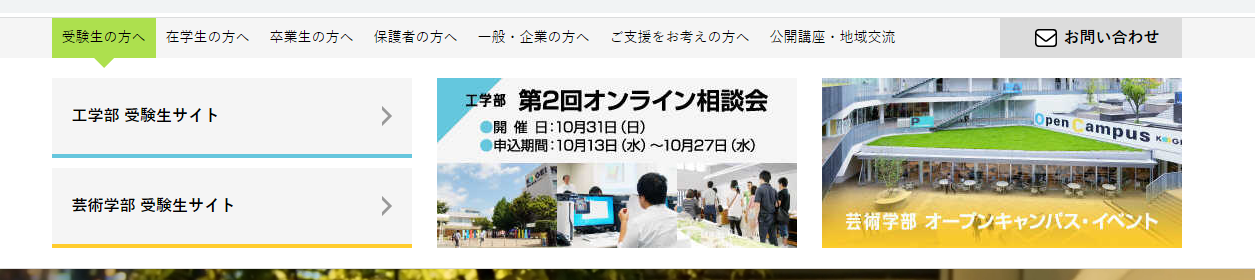 受験生の方へ 在学生の方へ 卒業生の方へ 保護者の方へ 一般・企業の方へ ご支援をお考えの方へ 公開講座・地域交流 お問い合わせ
工学部 受験生サイト
芸術学部 受験生サイト
工学部 第2回オンライン相談会
●開催日：10月31日（日）
●申込期間：10月13日（水）～10月27日（水）
P
Open Campus
芸術学部 オープンキャンパス・イベント